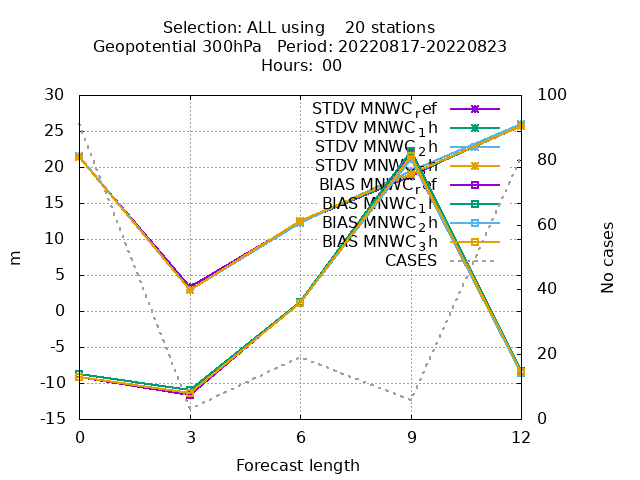 Selection: ALL using 20 stations
Geopotential 300hPa Period: 20220817-20220823
Hours: 00
30
25
20
15
10
5
0
-5
-10
-15
m
100
80
60
40
20
0
No cases
STDV MNWC_ref
STDV MNWC_1h
STDV MNWC_2h
STDV MNWC
BIAS MNWC_ref
BIAS MNWC_1h
BIAS MNWC_2h
BIAS MNWC_3h
CASES
0 3 6 9 12
Forecast length